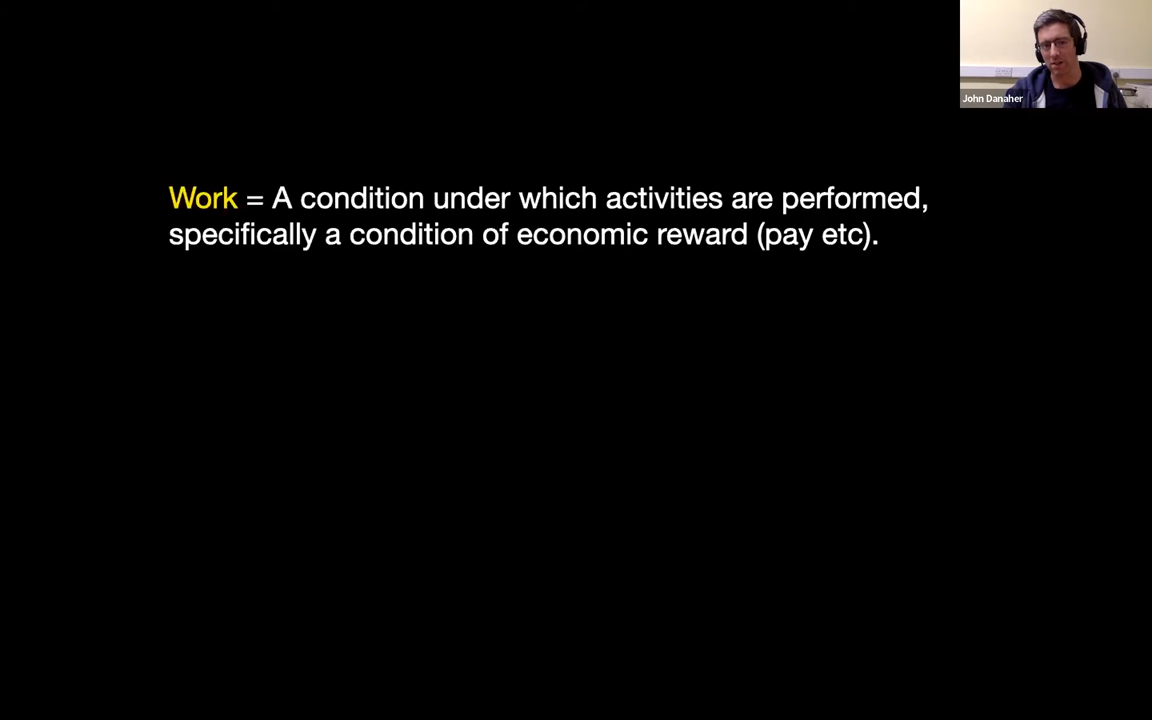 John Danaher
Work = A condition under which activities are performed,
specifically a condition of economic reward (pay etc).